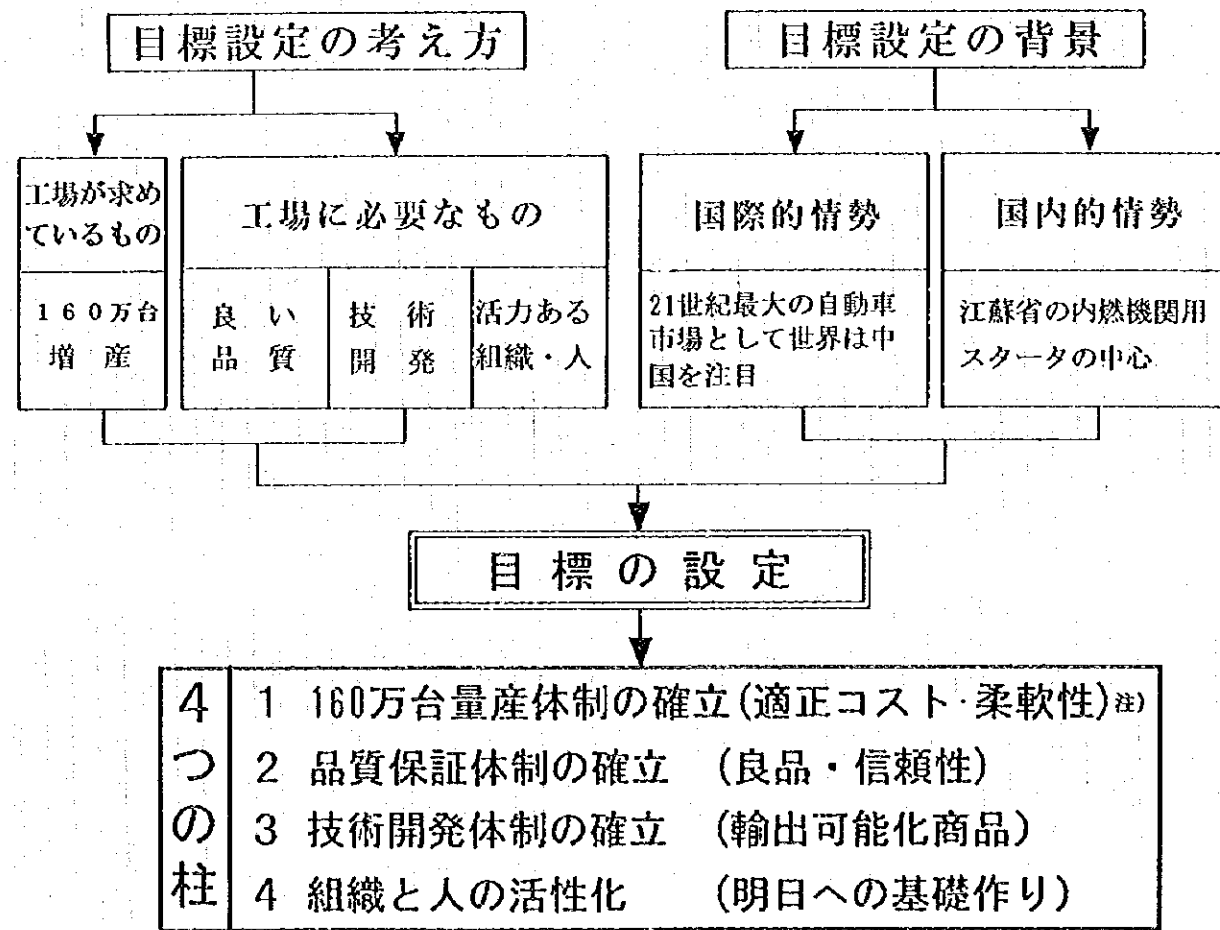 目標設定の考え方
目標設定の背景
工場が求め
ているもの
160万台
増産
工場に必要なもの
良い
品質
技術
開発
活力ある
組織・人
国際的情勢
21世紀最大の自動車
市場として世界は中
国を注目
国内的情勢
江蘇省の内燃機関用
スタータの中心
目標の設定
4つの柱
1 160万台量産体制の確立(適正コスト・柔軟性)注)
2 品質保証体制の確立 (良品・信頼性)
3 技術開発体制の確立 (輸出可能化商品)
4 組織と人の活性化 (明日への基礎作り)